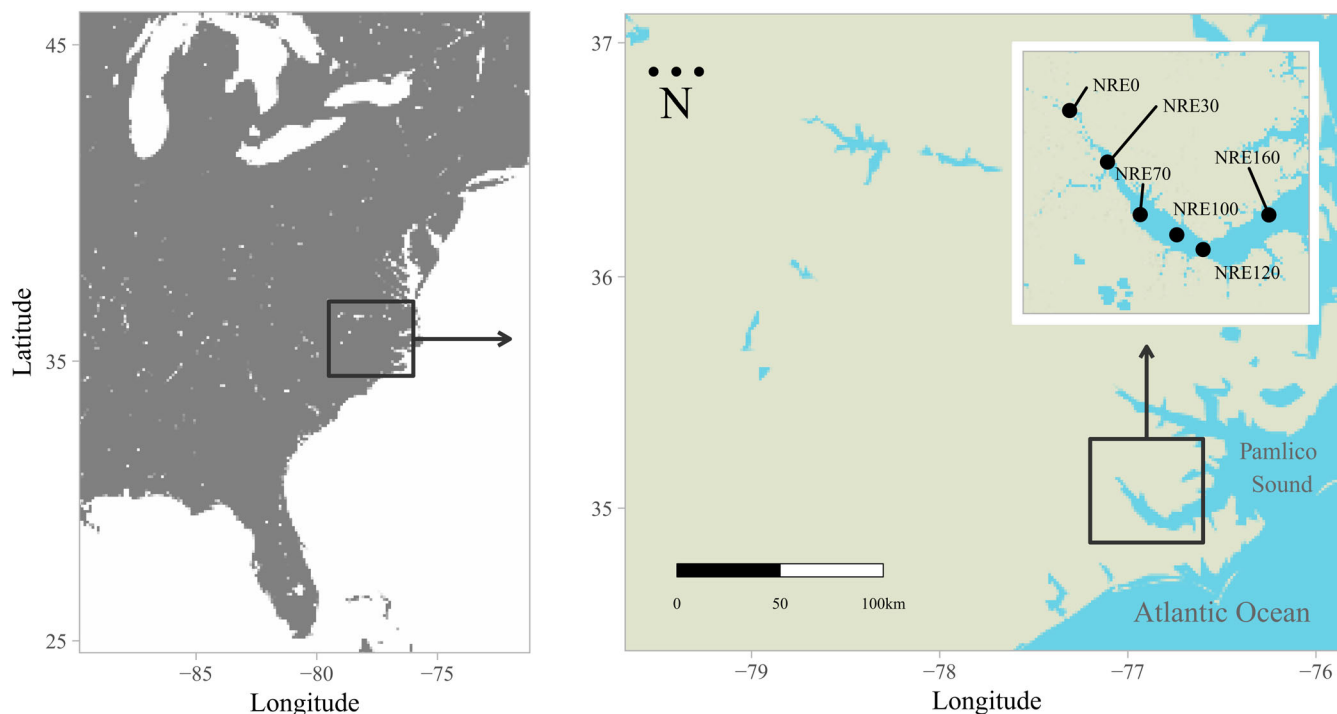 45
35
25
Latitude
−85
−80
−75
Longitude
37
36
35
N
NRE0
NRE30
NRE70
NRE160
NRE100
NRE120
Pamlico
Sound
Atlantic Ocean
0
50
100km
−79
−78
−77
−76
Longitude